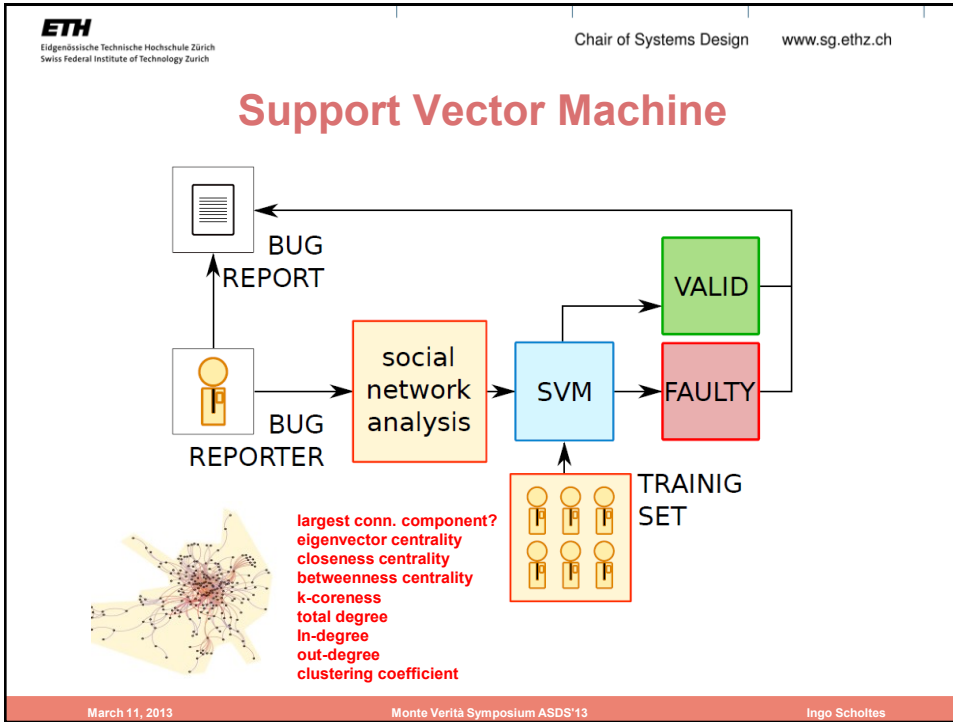 ETH
Eidgenössische Technische Hochschule Zürich
Swiss Federal Institute of Technology Zurich
Chair of Systems Design www.sg.ethz.ch
Support Vector Machine
BUG
REPORT
VALID
social
network
analysis
SVM
FAULTY
BUG
REPORTER
TRAINIG
SET
largest conn. component?
eigenvector centrality
closeness centrality
betweenness centrality
k-coreness
total degree
In-degree
out-degree
clustering coefficient
March 11, 2013 Monte Verità Symposium ASDS'13 Ingo Scholtes